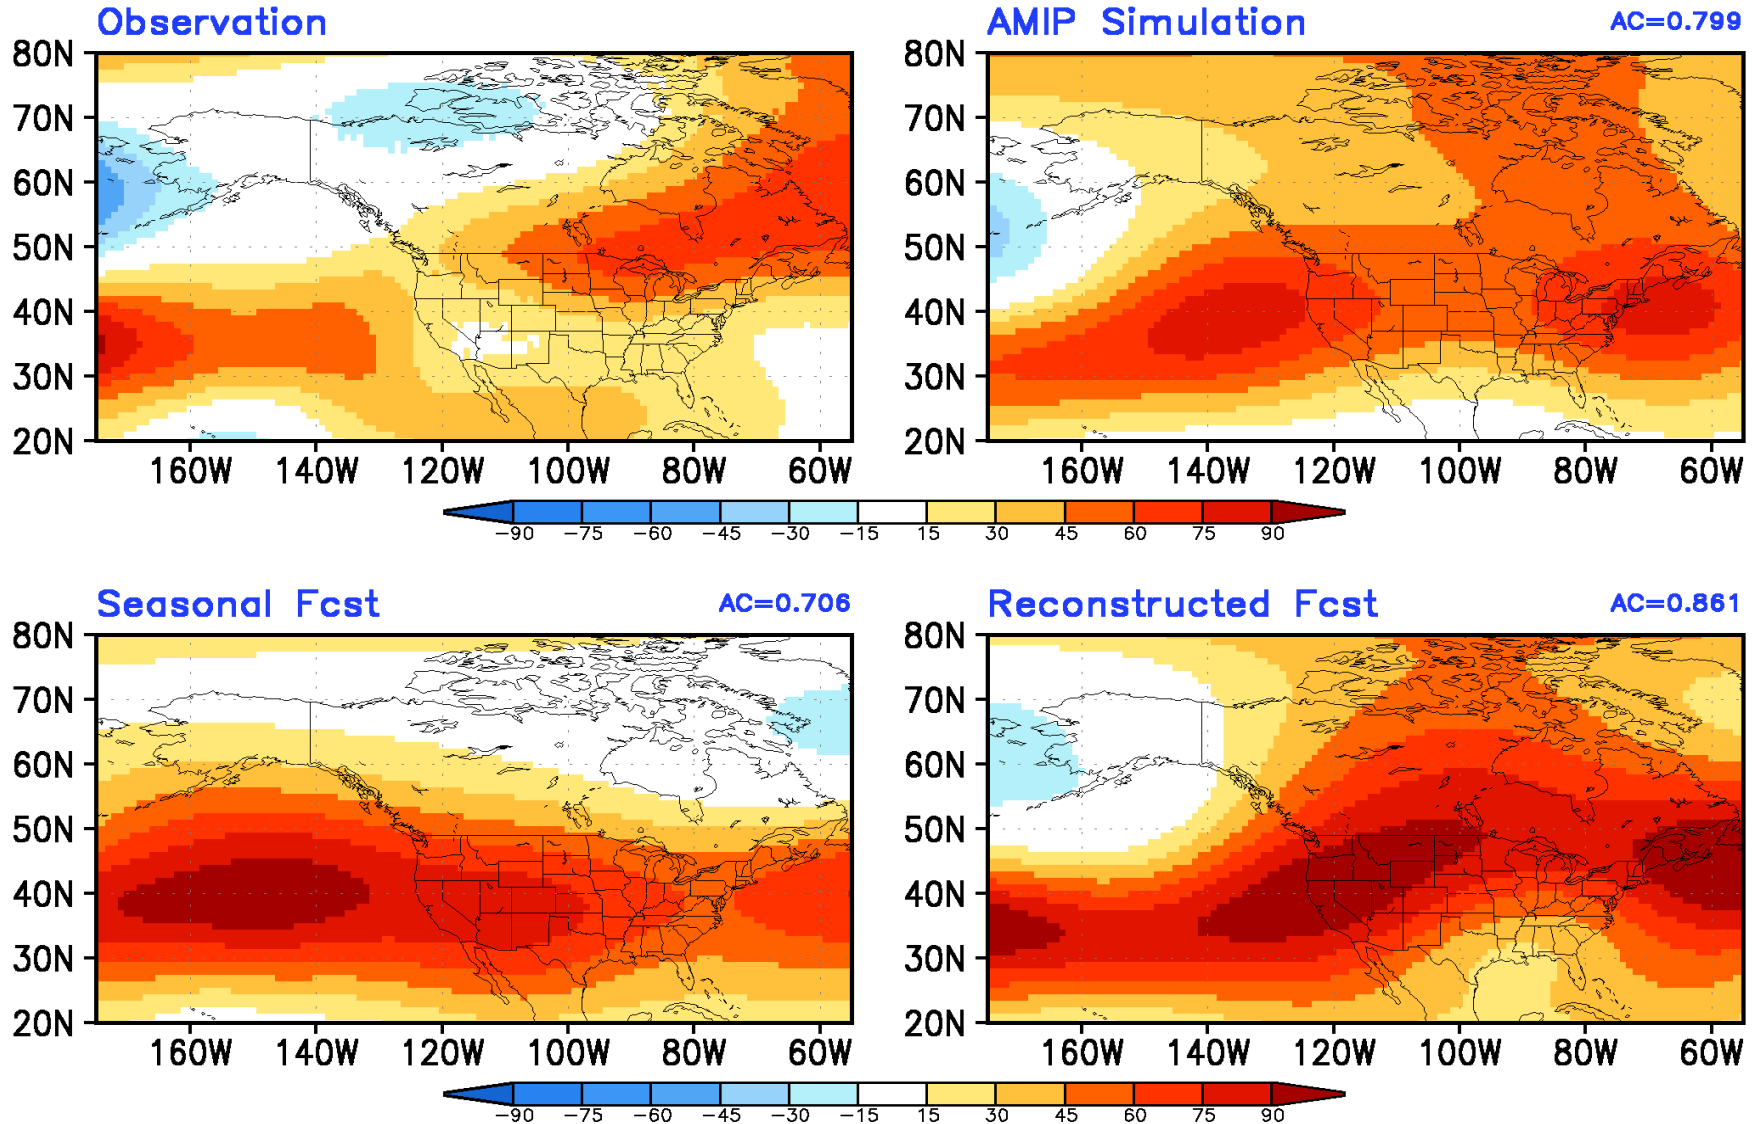 Observation
AMIP Simulation AC=0.799
80N 80N
70N 70N
60N 60N
50N 50N
40N 40N
30N 30N
20N 20N
160W 140W 120W 100W 80W 60W 160W 140W 120W 100W 80W 60W
-90 -75 -60 -45 -30 -15 15 30 45 60 75 90
Seasonal Fcst AC=0.706
Reconstructed Fcst AC=0.861
80N 80N
70N 70N
60N 60N
50N 50N
40N 40N
30N 30N
20N 20N
160W 140W 120W 100W 80W 60W 160W 140W 120W 100W 80W 60W
-90 -75 -60 -45 -30 -15 15 30 45 60 75 90